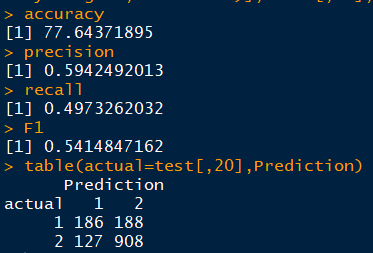 > accuracy
[1] 77.64371895
> precision
[1] 0.5942492013
> recall
[1] 0.4973262032
> F1
[1] 0.5414847162
> table(actual=test[,20],Prediction)
      Prediction
actual   1   2
     1 186 188
     2 127 908